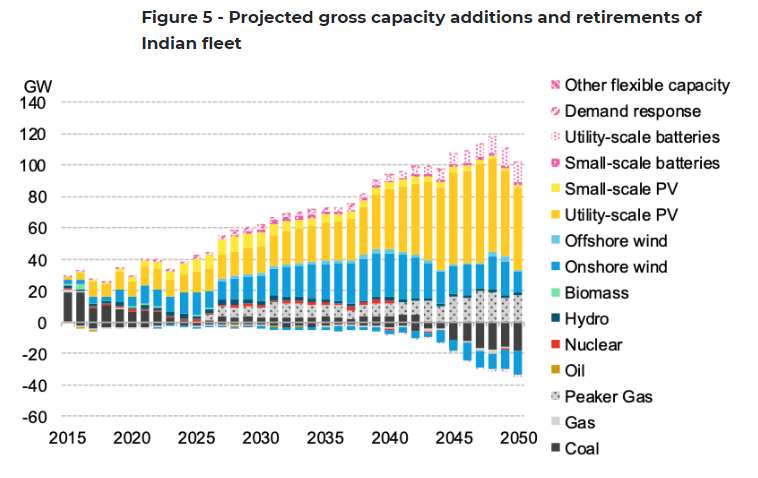 Figure 5 - Projected gross capacity additions and retirements of
Indian fleet
GW
140
120
100
80
60
40
20
0
-20
-40
-60
2015 2020 2025 2030 2035 2040 2045 2050
Other flexible capacity
Demand response
Utility-scale batteries
Small-scale batteries
Small-scale PV
Utility-scale PV
Offshore wind
Onshore wind
Biomass
Hydro
Nuclear
Oil
Peaker Gas
Gas
Coal